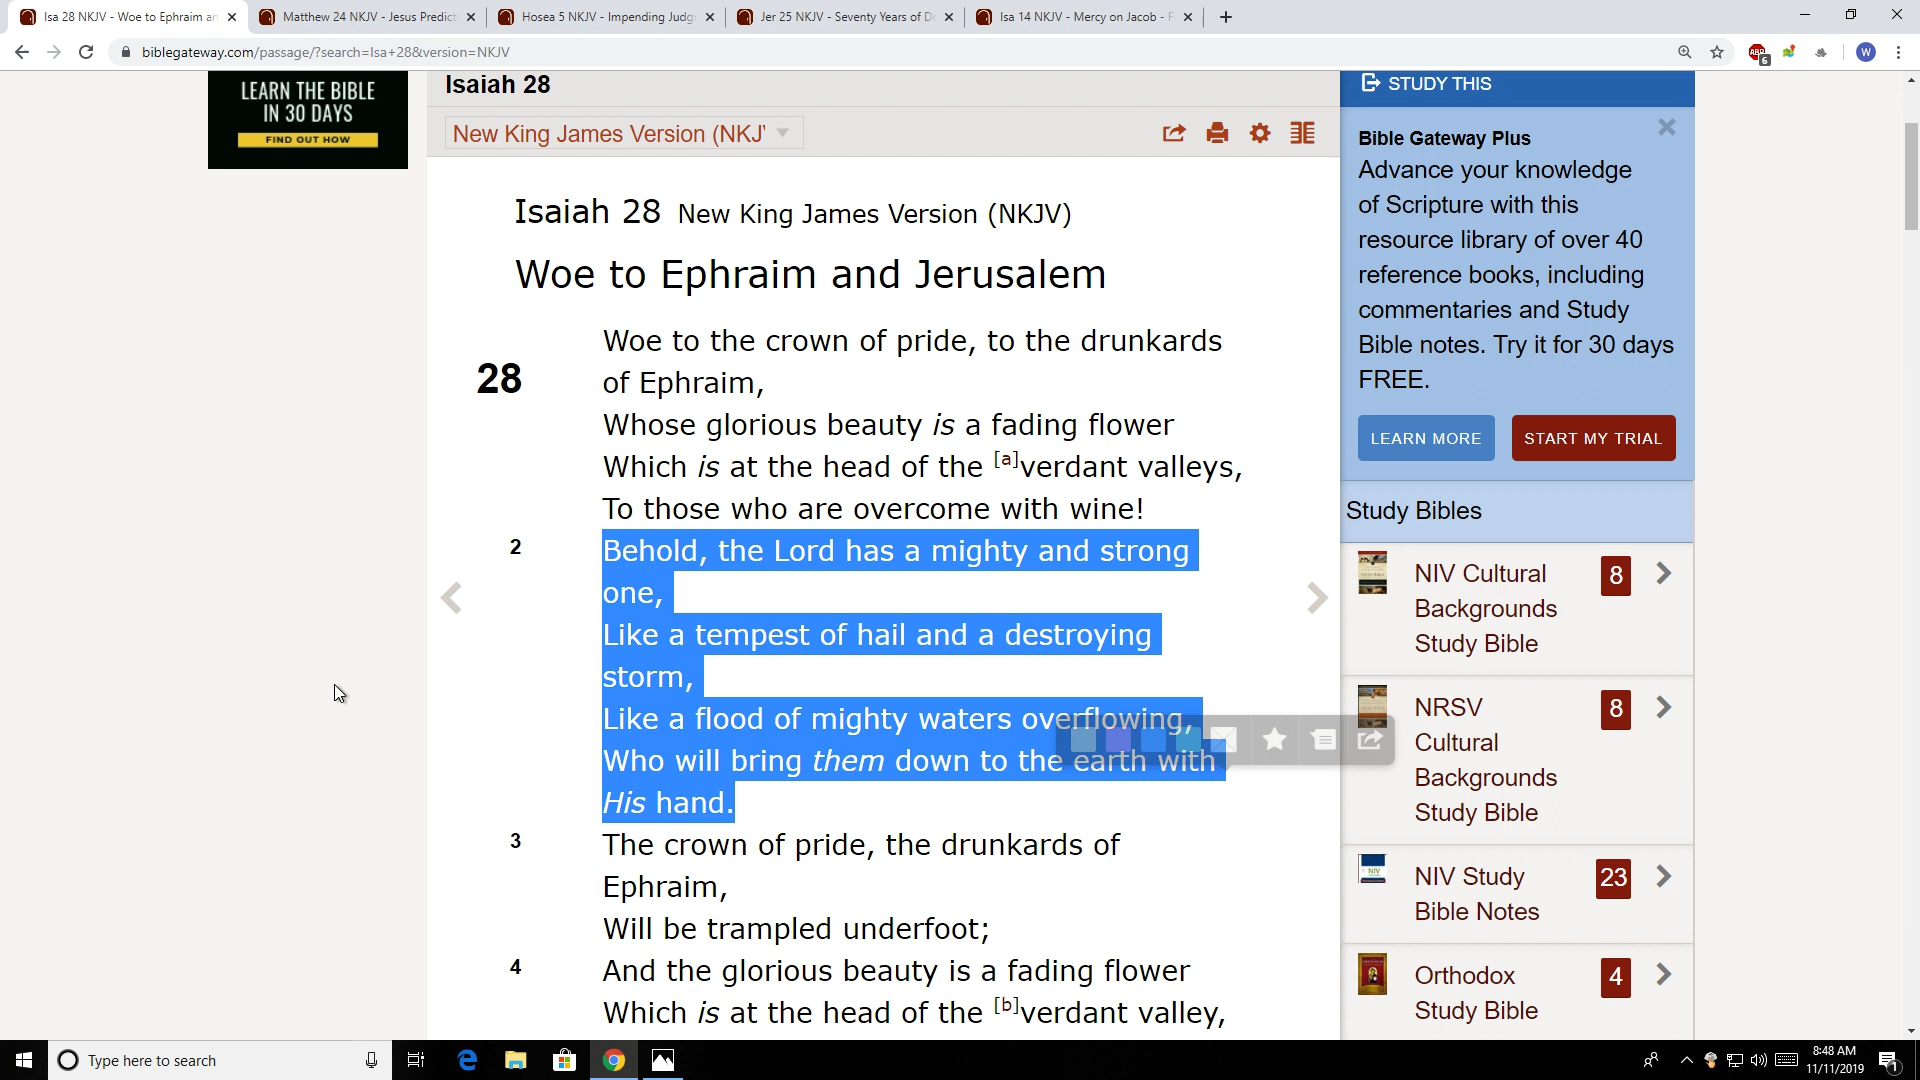 Isa 28 NKJV - Woe to Ephraim an
Matthew 24 NKJV - Jesus Predict
Hosea 5 NKJV - Impending Judg
Jer 25 NKJV - Seventy Years of De
Isa 14 NKJV - Mercy on Jacob - F
biblegateway.com/passage/?search=Isa+28&version=NKJV
ABP
6
W
LEARN THE BIBLE
IN 30 DAYS
FIND OUT HOW
Isaiah 28
New King James Version (NKJV
Isaiah 28 New King James Version (NKJV)
Woe to Ephraim and Jerusalem
28 Woe to the crown of pride, to the drunkards
of Ephraim,
Whose glorious beauty is a fading flower
Which is at the head of the [a]verdant valleys,
To those who are overcome with wine!
2 Behold, the Lord has a mighty and strong
one,
Like a tempest of hail and a destroying
storm,
Like a flood of mighty waters overflowing,
Who will bring them down to the earth with
His hand.
3 The crown of pride, the drunkards of
Ephraim,
Will be trampled underfoot;
4 And the glorious beauty is a fading flower
Which is at the head of the [b]verdant valley,
STUDY THIS
Bible Gateway Plus
Advance your knowledge
of Scripture with this
resource library of over 40
reference books, including
commentaries and Study
Bible notes. Try it for 30 days
FREE.
LEARN MORE
START MY TRIAL
Study Bibles
NIV Cultural
Backgrounds
Study Bible
8
NRSV
Cultural
Backgrounds
Study Bible
8
NIV Study
Bible Notes
23
Orthodox
Study Bible
4
Type here to search
8:48 AM
11/11/2019
1